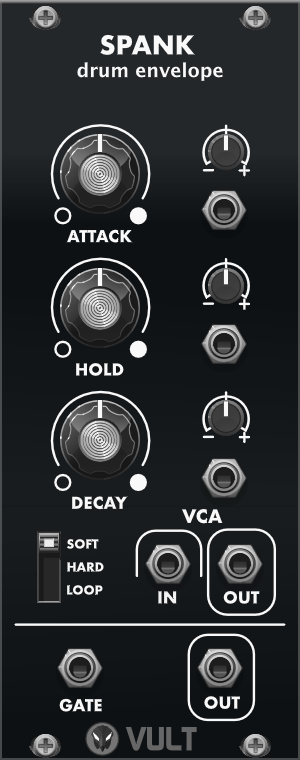 SPANK
drum envelope
- +
ATTACK
- +
HOLD
- +
DECAY
VCA
SOFT
HARD
LOOP
IN OUT
GATE OUT
VULT